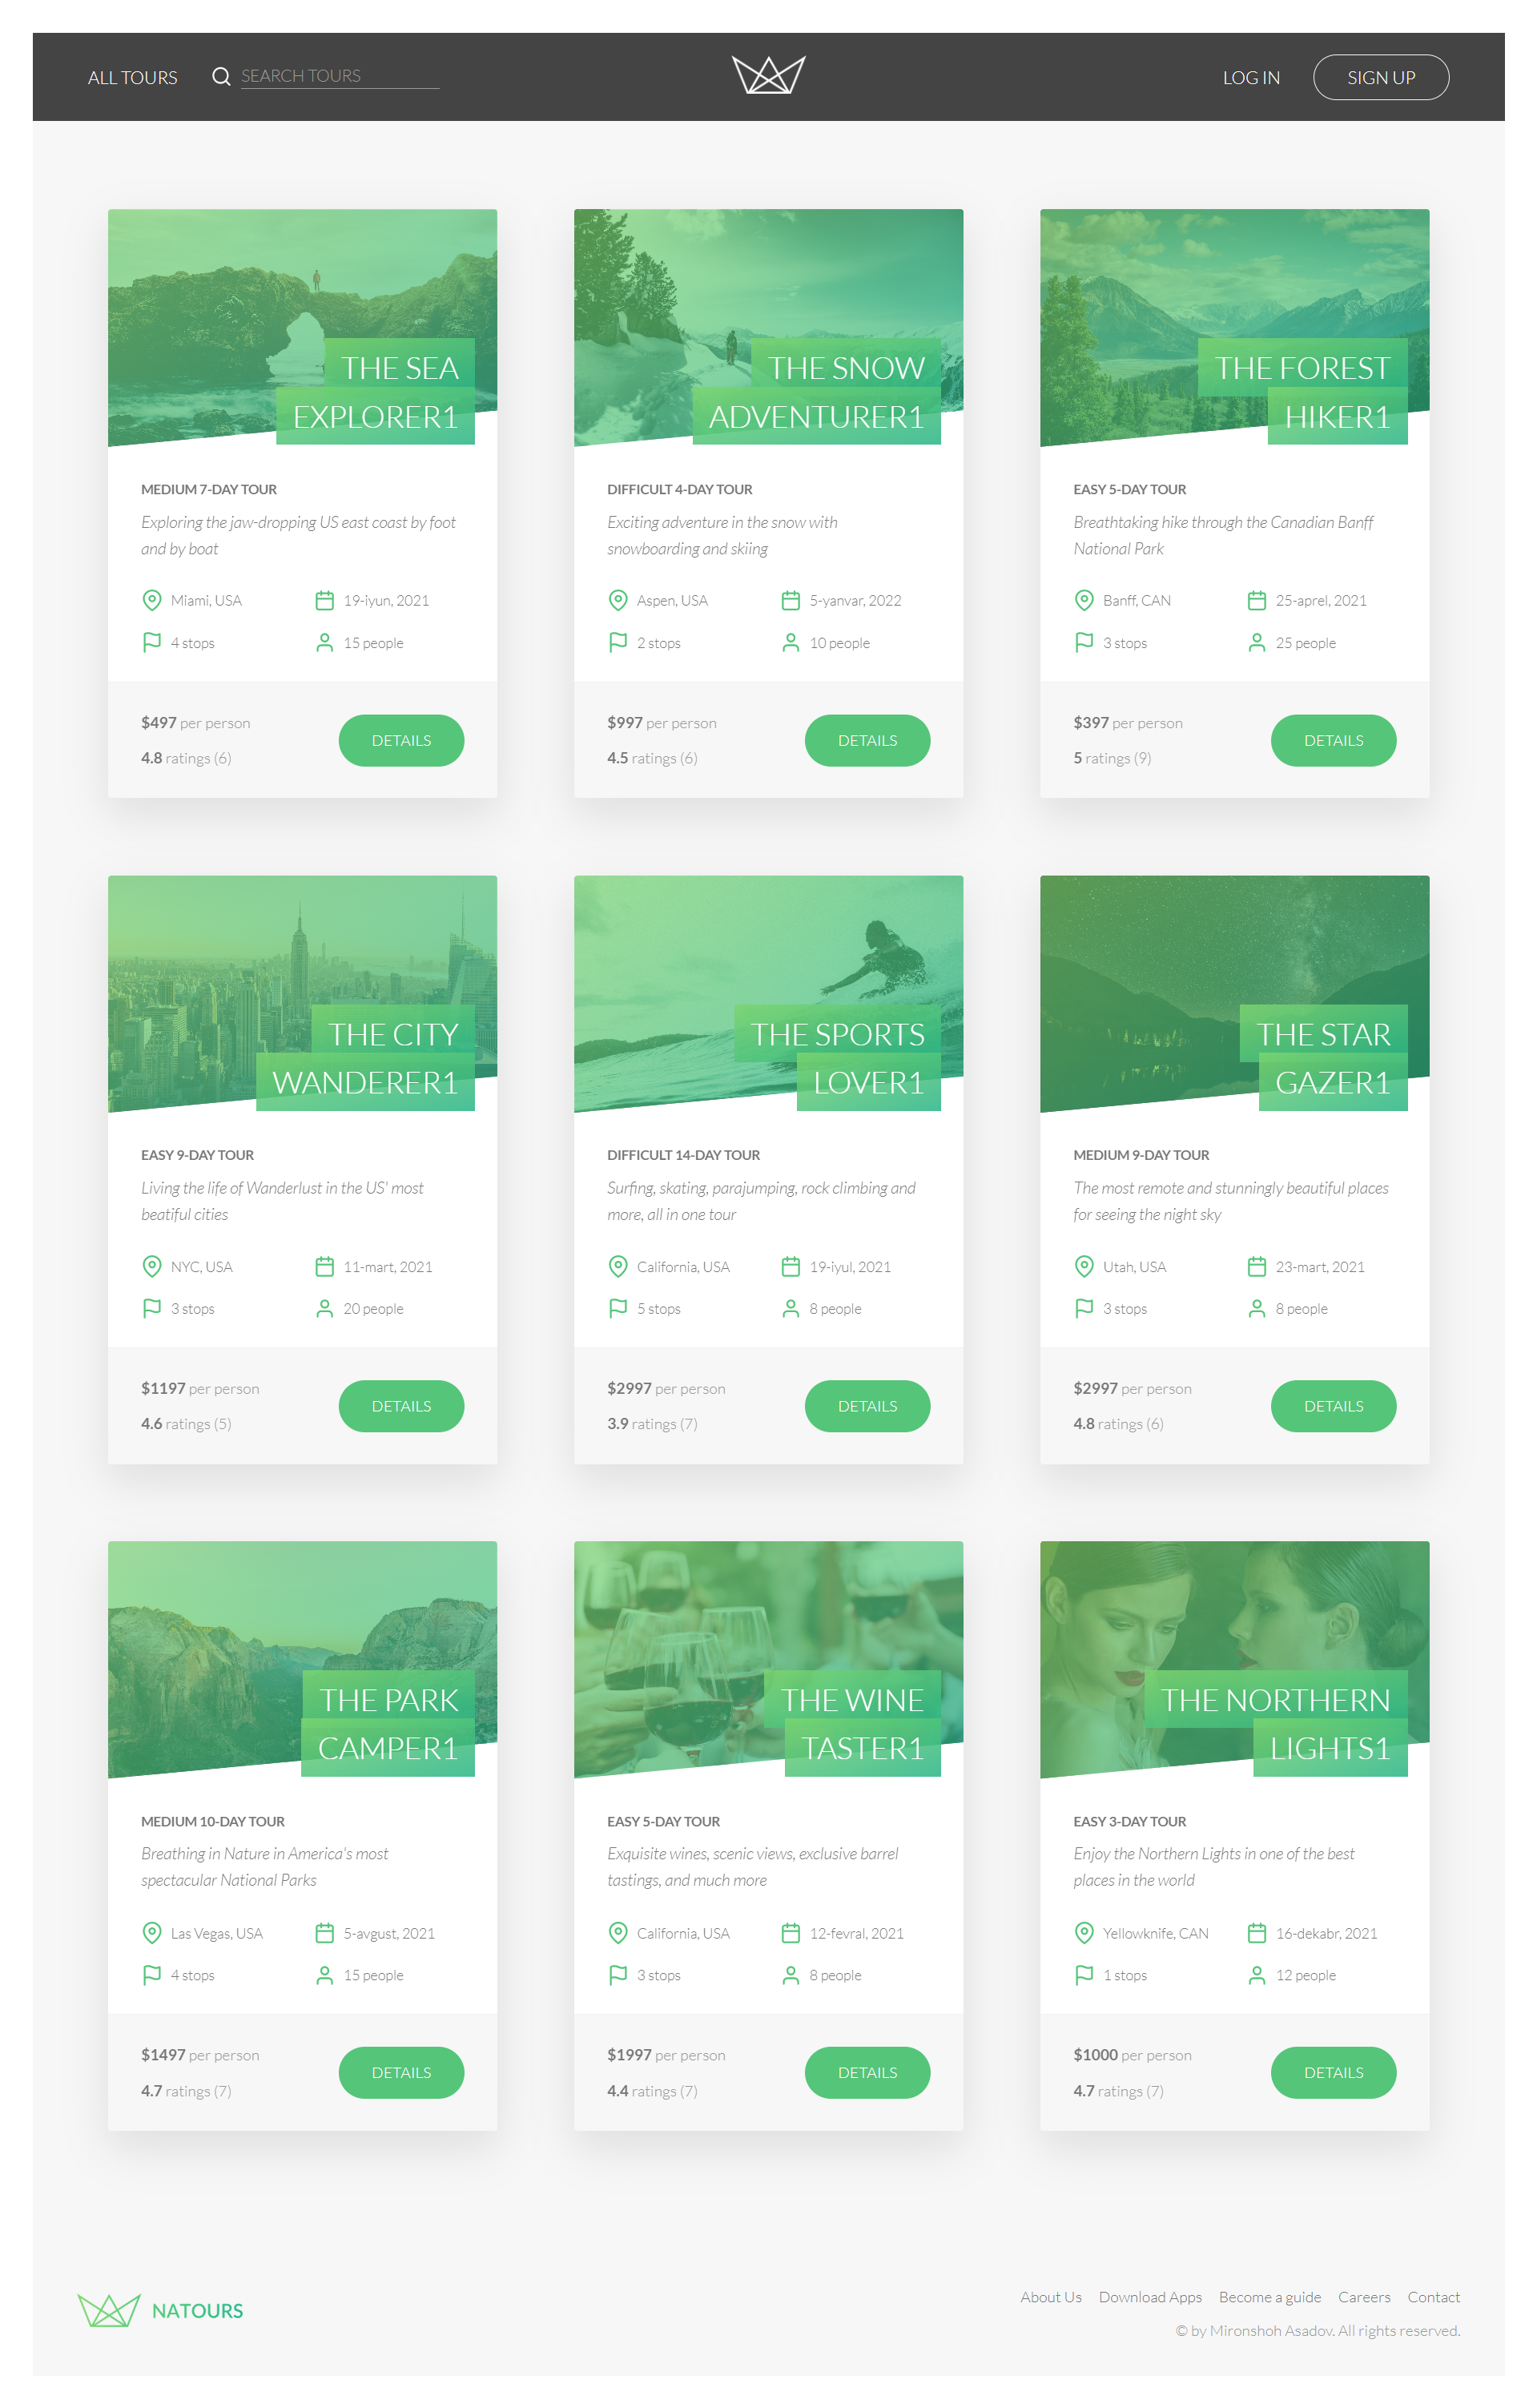 ALL TOURS
SEARCH TOURS
LOG IN
SIGN UP
THE SEA
EXPLORER1
MEDIUM 7-DAY TOUR
Exploring the jaw-dropping US east coast by foot
and by boat
Miami, USA
19-iyun, 2021
4 stops
15 people
$497 per person
4.8 ratings (6)
DETAILS
THE SNOW
ADVENTURER1
DIFFICULT 4-DAY TOUR
Exciting adventure in the snow with
snowboarding and skiing
Aspen, USA
5-yanvar, 2022
2 stops
10 people
$997 per person
4.5 ratings (6)
DETAILS
THE FOREST
HIKER1
EASY 5-DAY TOUR
Breathtaking hike through the Canadian Banff
National Park
Banff, CAN
25-aprel, 2021
3 stops
25 people
$397 per person
5 ratings (9)
DETAILS
THE CITY
WANDERER1
EASY 9-DAY TOUR
Living the life of Wanderlust in the US' most
beatiful cities
NYC, USA
11-mart, 2021
3 stops
20 people
$1197 per person
4.6 ratings (5)
DETAILS
THE SPORTS
LOVER1
DIFFICULT 14-DAY TOUR
Surfing, skating, parajumping, rock climbing and
more, all in one tour
California, USA
19-iyul, 2021
5 stops
8 people
$2997 per person
3.9 ratings (7)
DETAILS
THE STAR
GAZER1
MEDIUM 9-DAY TOUR
The most remote and stunningly beautiful places
for seeing the night sky
Utah, USA
23-mart, 2021
3 stops
8 people
$2997 per person
4.8 ratings (6)
DETAILS
THE PARK
CAMPER1
MEDIUM 10-DAY TOUR
Breathing in Nature in America's most
spectacular National Parks
Las Vegas, USA
5-avgust, 2021
4 stops
15 people
$1497 per person
4.7 ratings (7)
DETAILS
THE WINE
TASTER1
EASY 5-DAY TOUR
Exquisite wines, scenic views, exclusive barrel
tastings, and much more
California, USA
12-fevral, 2021
3 stops
8 people
$1997 per person
4.4 ratings (7)
DETAILS
THE NORTHERN
LIGHTS1
EASY 3-DAY TOUR
Enjoy the Northern Lights in one of the best
places in the world
Yellowknife, CAN
16-dekabr, 2021
1 stops
12 people
$1000 per person
4.7 ratings (7)
DETAILS
NATOURS
About Us Download Apps Become a guide Careers Contact
© by Mironshoh Asadov. All rights reserved.